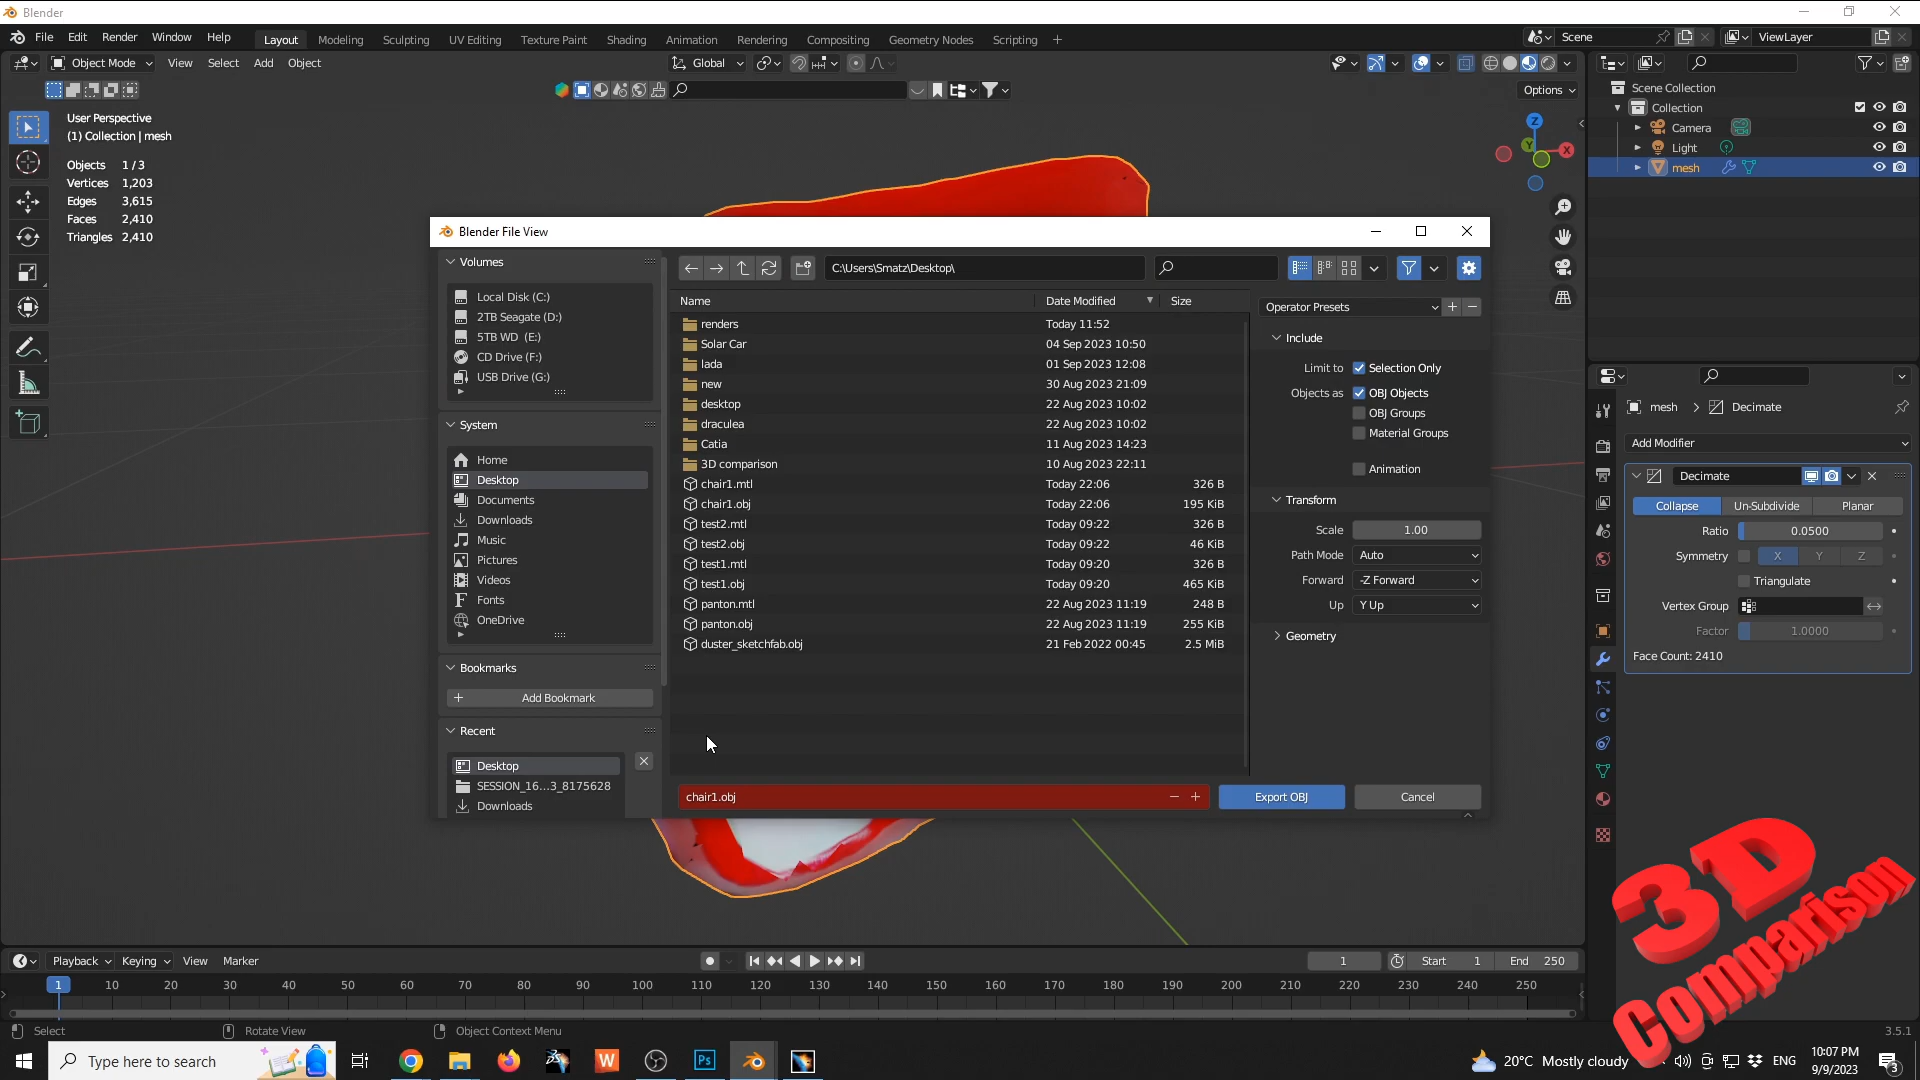 Blender
File Edit Render Window Help Layout Modeling Sculpting UV Editing Texture Paint Shading Animation Rendering Compositing Geometry Nodes Scripting + Scene ViewLayer
Object Mode View Select Add Object Global
Options
User Perspective
(1) Collection | mesh
Objects 1 / 3
Vertices 1,203
Edges 3,615
Faces 2,410
Triangles 2,410
Z
Y
X
Scene Collection
Collection
Camera
Light
mesh
Blender File View
Volumes
Local Disk (C:)
2TB Seagate (D:)
5TB WD (E:)
CD Drive (F:)
USB Drive (G:)
System
Home
Desktop
Documents
Downloads
Music
Pictures
Videos
Fonts
OneDrive
Bookmarks
Add Bookmark
Recent
Desktop
SESSION_16...3_8175628
Downloads
C:\Users\Smatz\Desktop\
Name Date Modified Size
renders Today 11:52
Solar Car 04 Sep 2023 10:50
lada 01 Sep 2023 12:08
new 30 Aug 2023 21:09
desktop 22 Aug 2023 10:02
draculea 22 Aug 2023 10:02
Catia 11 Aug 2023 14:23
3D comparison 10 Aug 2023 22:11
chair1.mtl Today 22:06 326 B
chair1.obj Today 22:06 195 KiB
test2.mtl Today 09:22 326 B
test2.obj Today 09:22 46 KiB
test1.mtl Today 09:20 326 B
test1.obj Today 09:20 465 KiB
panton.mtl 22 Aug 2023 11:19 248 B
panton.obj 22 Aug 2023 11:19 255 KiB
duster_sketchfab.obj 21 Feb 2022 00:45 2.5 MiB
chair1.obj
Export OBJ Cancel
Operator Presets
Include
Limit to Selection Only
Objects as OBJ Objects
OBJ Groups
Material Groups
Animation
Transform
Scale 1.00
Path Mode Auto
Forward -Z Forward
Up Y Up
Geometry
mesh > Decimate
Add Modifier
Decimate
Collapse Un-Subdivide Planar
Ratio 0.0500
Symmetry X Y Z
Triangulate
Vertex Group
Factor 1.0000
Face Count: 2410
3D
Comparison
Playback Keying View Marker 1 Start 1 End 250
1 10 20 30 40 50 60 70 80 90 100 110 120 130 140 150 160 170 180 190 200 210 220 230 240 250
Select Rotate View Object Context Menu 3.5.1
Type here to search W Ps 20°C Mostly cloudy ENG 10:07 PM
9/9/2023 3